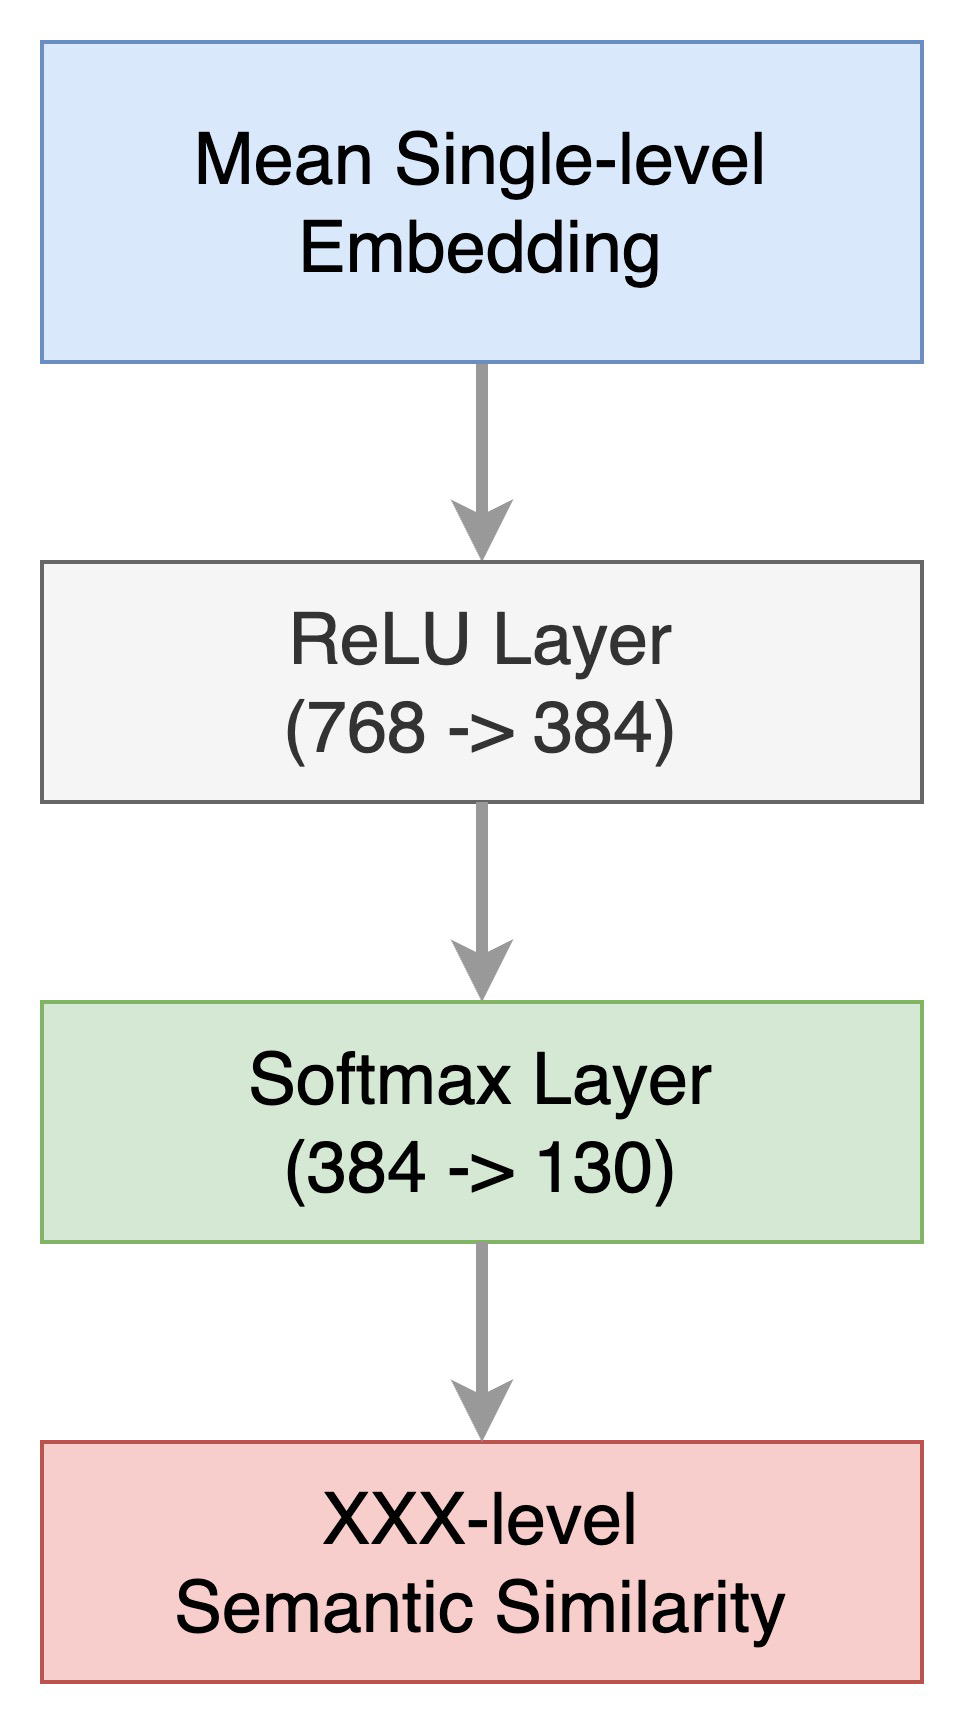 Mean Single-level
Embedding
ReLU Layer
(768 -> 384)
Softmax Layer
(384 -> 130)
XXX-level
Semantic Similarity